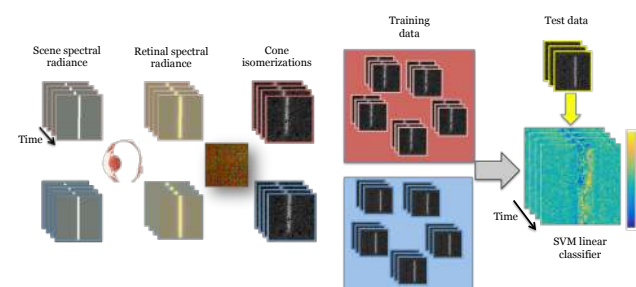 Scene spectral
radiance
Retinal spectral
radiance
Cone
isomerizations
Training
data
Test data
Time
Time
SVM linear
classifier